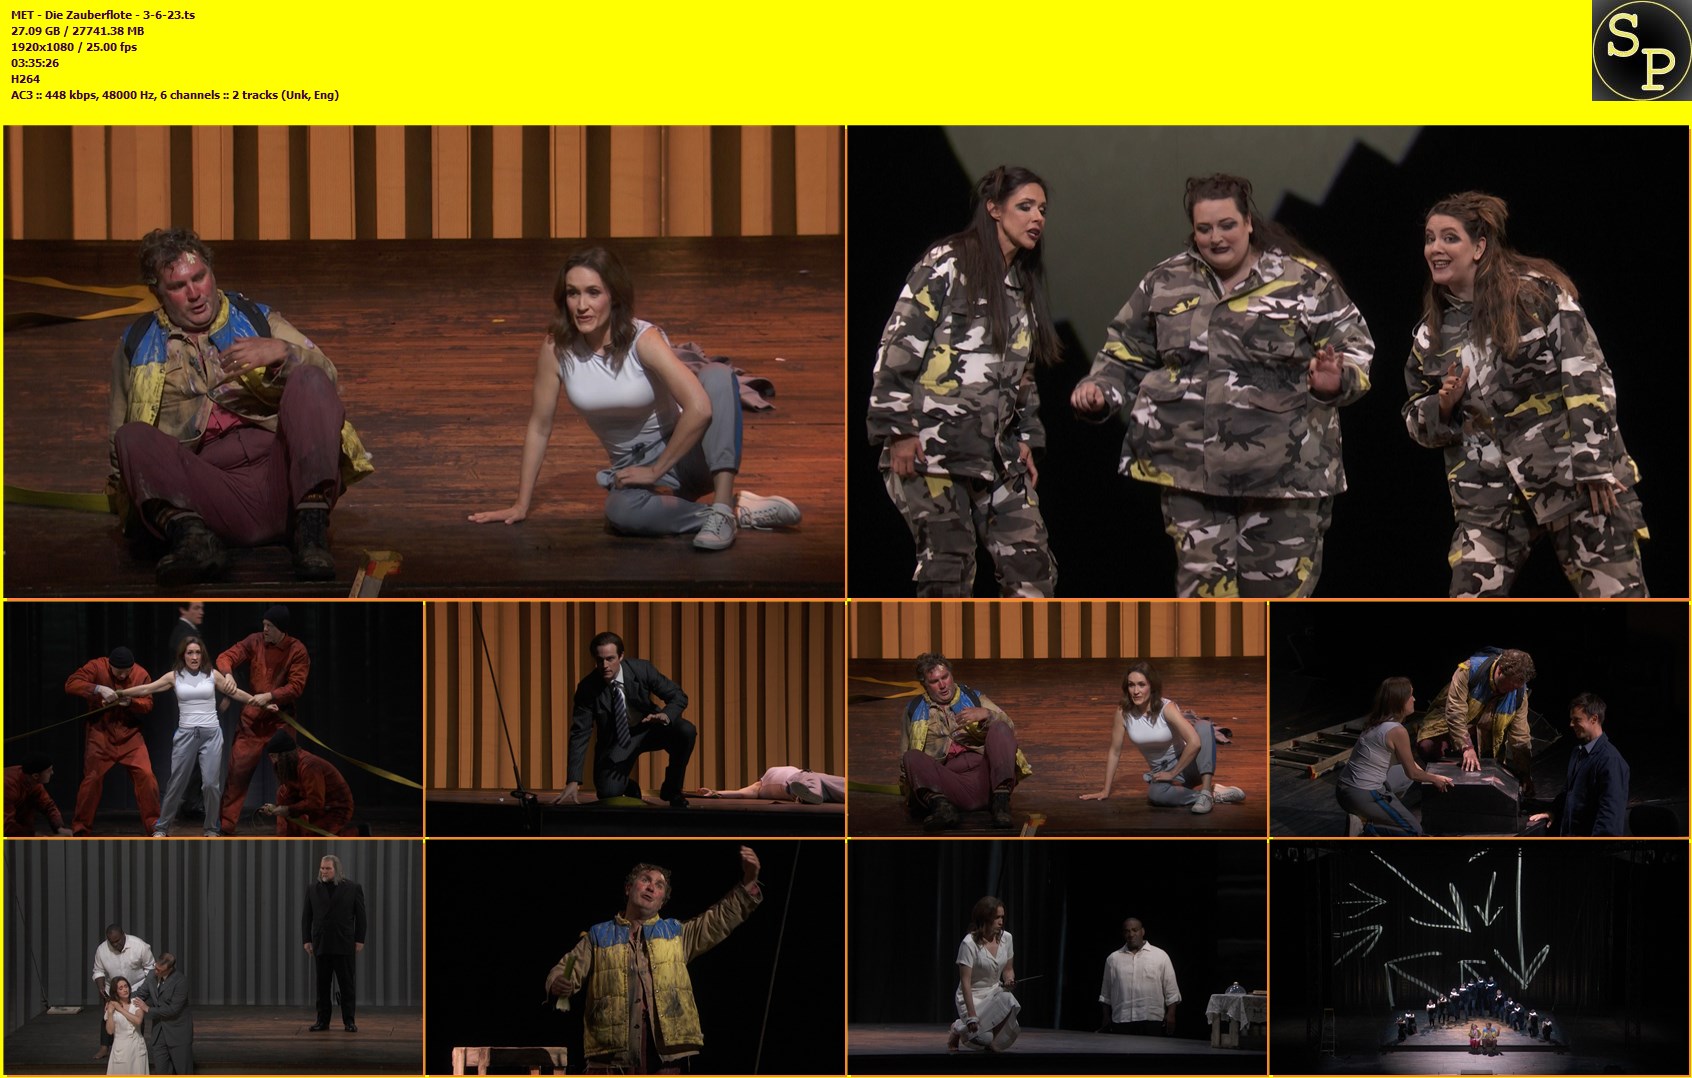 MET - Die Zauberflote - 3-6-23.ts
27.09 GB / 27741.38 MB
1920x1080 / 25.00 fps
03:35:26
H264
AC3 :: 448 kbps, 48000 Hz, 6 channels :: 2 tracks (Unk, Eng)
SP